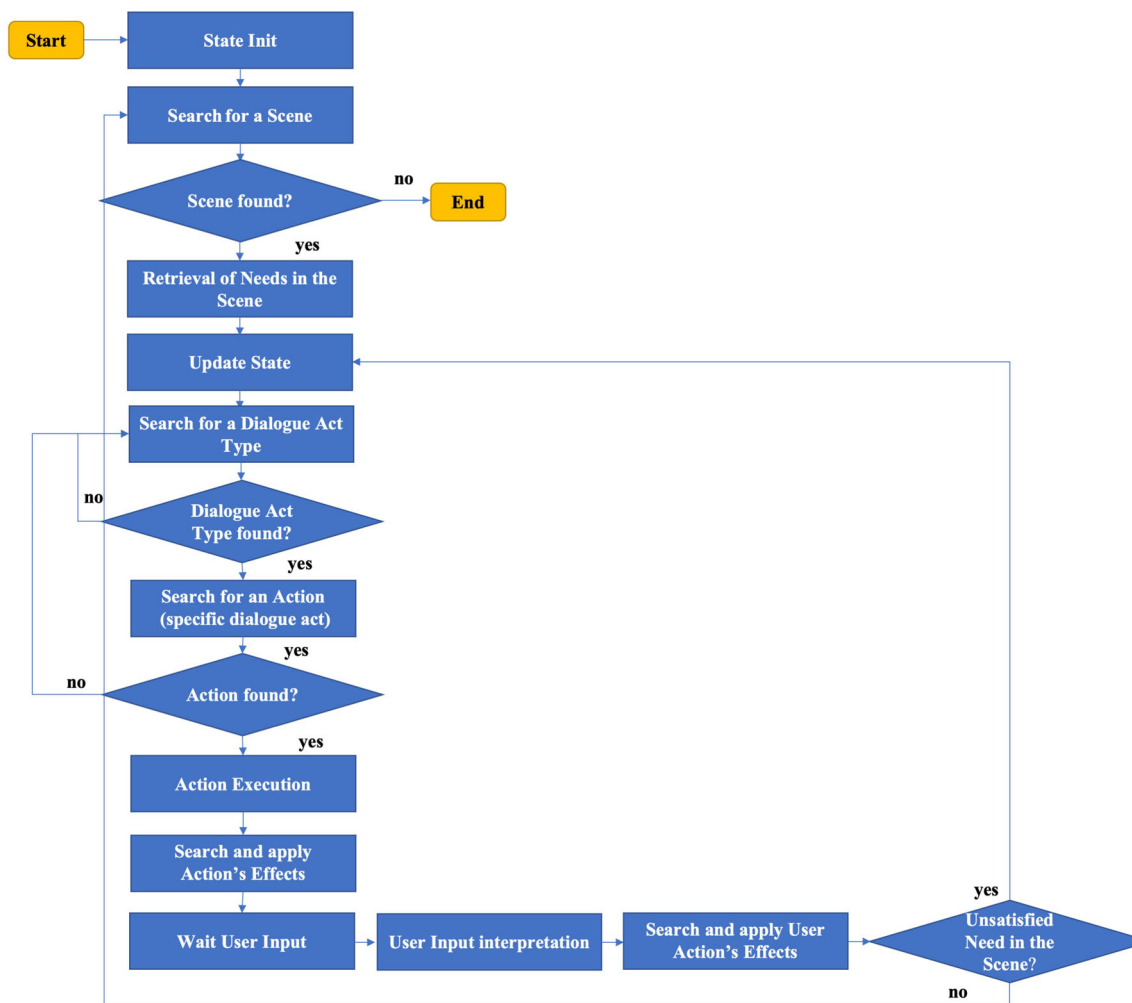 Start
State Init
Search for a Scene
Scene found?
no
End
yes
Retrieval of Needs in the
Scene
Update State
Search for a Dialogue Act
Type
no
Dialogue Act
Type found?
yes
Search for an Action
(specific dialogue act)
yes
no
Action found?
yes
Action Execution
Search and apply
Action's Effects
Wait User Input
User Input interpretation
Search and apply User
Action's Effects
yes
Unsatisfied
Need in the
Scene?
no